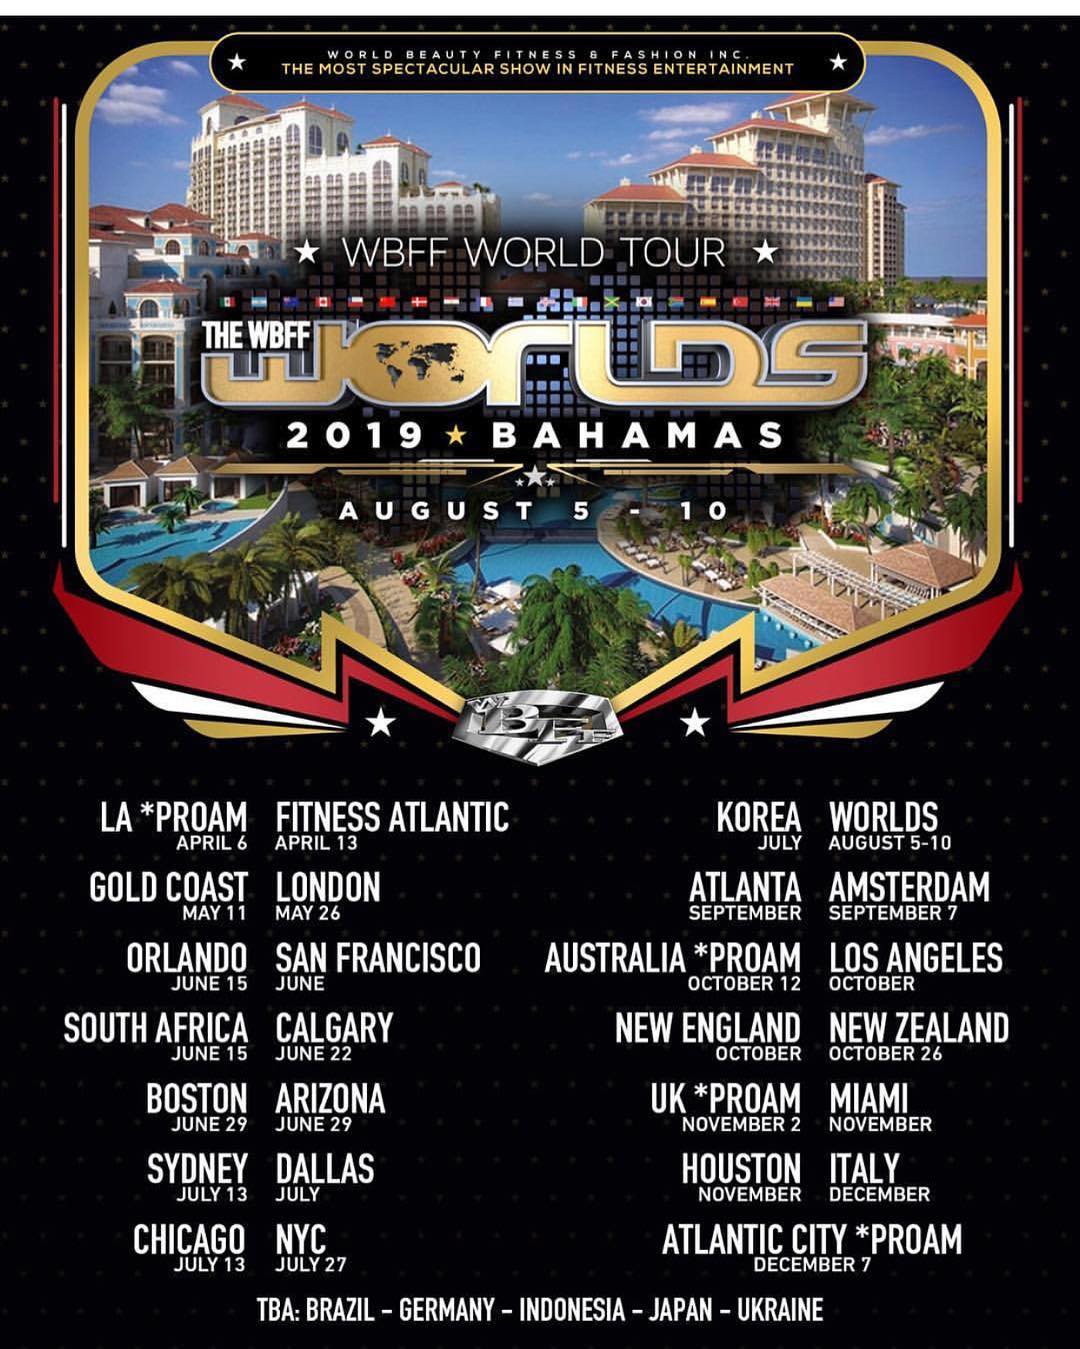 WORLD BEAUTY FITNESS & FASHION INC.
THE MOST SPECTACULAR SHOW IN FITNESS ENTERTAINMENT
WBFF WORLD TOUR
THE WBFF
WORLDS
2019 ★ BAHAMAS
AUGUST 5 - 10
WBFF
LA *PROAM
APRIL 6
FITNESS ATLANTIC
APRIL 13
GOLD COAST
MAY 11
LONDON
MAY 26
ORLANDO
JUNE 15
SAN FRANCISCO
JUNE
SOUTH AFRICA
JUNE 15
CALGARY
JUNE 22
BOSTON
JUNE 29
ARIZONA
JUNE 29
SYDNEY
JULY 13
DALLAS
JULY
CHICAGO
JULY 13
NYC
JULY 27
KOREA
JULY
WORLDS
AUGUST 5-10
ATLANTA
SEPTEMBER
AMSTERDAM
SEPTEMBER 7
AUSTRALIA *PROAM
OCTOBER 12
LOS ANGELES
OCTOBER
NEW ENGLAND
OCTOBER
NEW ZEALAND
OCTOBER 26
UK *PROAM
NOVEMBER 2
MIAMI
NOVEMBER
HOUSTON
NOVEMBER
ITALY
DECEMBER
ATLANTIC CITY *PROAM
DECEMBER 7
TBA: BRAZIL - GERMANY - INDONESIA - JAPAN - UKRAINE